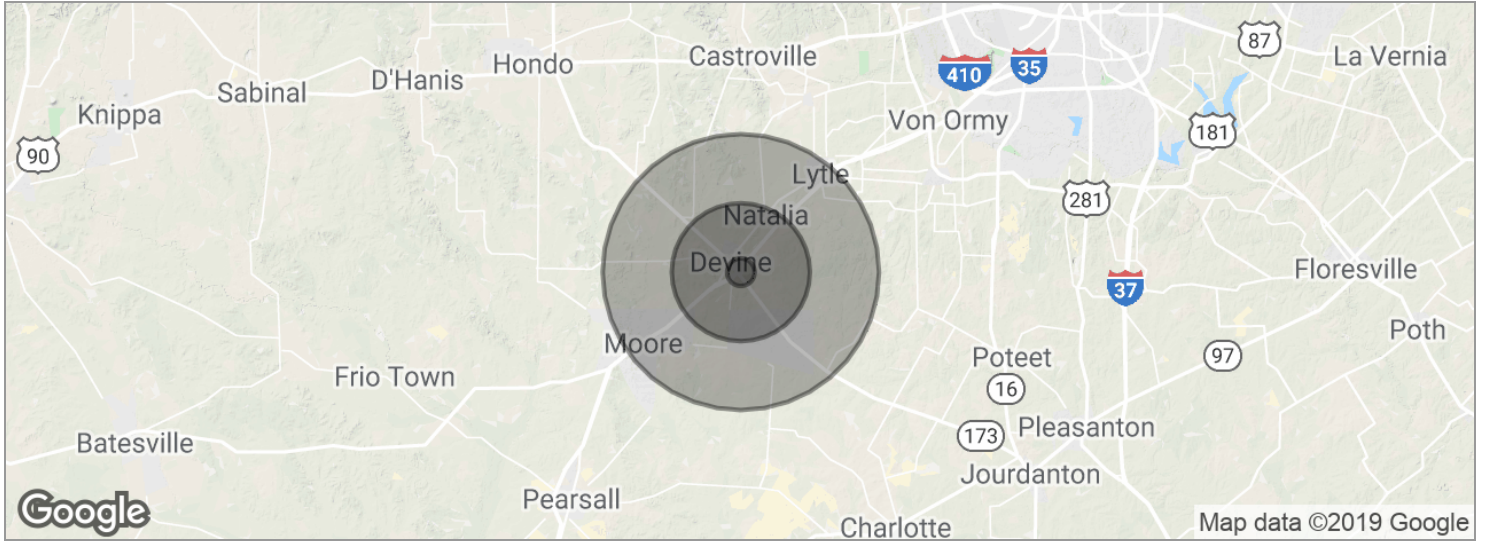 87
La Vernia
Castroville
Hondo
D'Hanis
410
35
Sabinal
Knippa
Von Ormy
181
90
Lytle
281
Natalia
Devine
Floresville
37
Poth
Moore
Poteet
97
Frio Town
16
Pleasanton
173
Batesville
Jourdanton
Pearsall
Google
Charlotte
Map data ©2019 Google